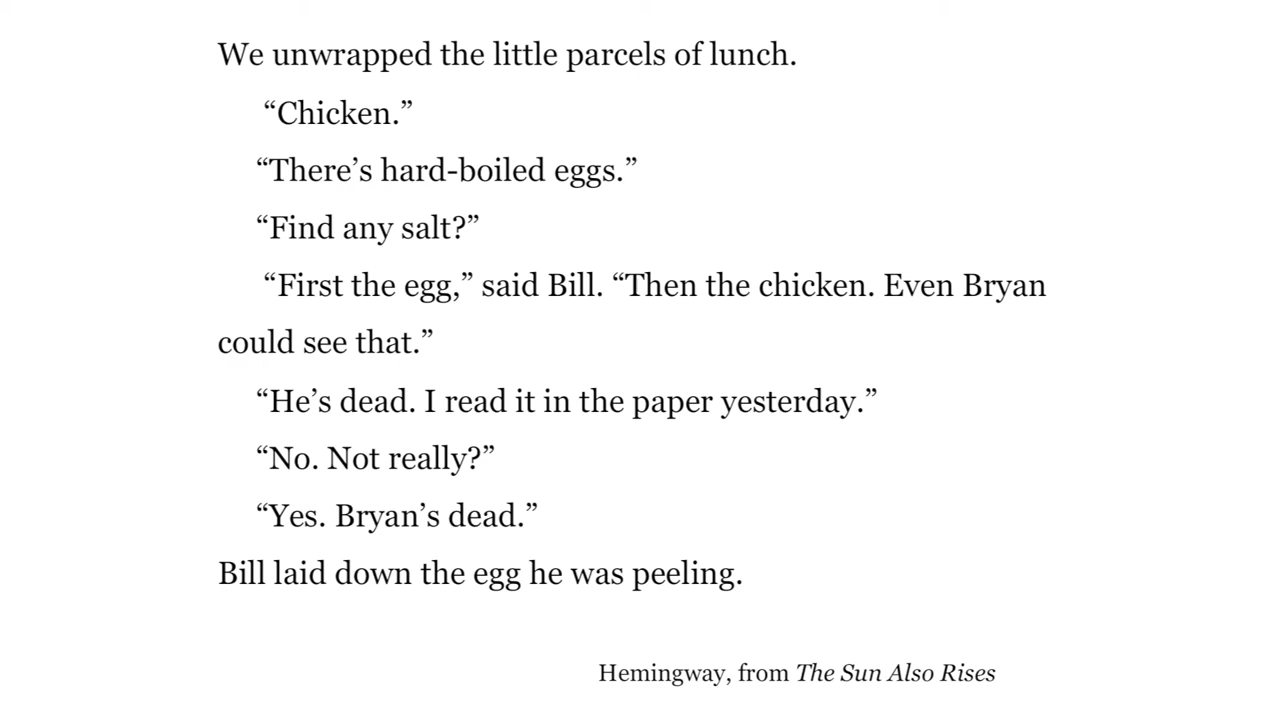 We unwrapped the little parcels of lunch.
“Chicken.”
“There’s hard-boiled eggs.”
“Find any salt?”
“First the egg,” said Bill. “Then the chicken. Even Bryan
could see that.”
“He’s dead. I read it in the paper yesterday.”
“No. Not really?”
“Yes. Bryan’s dead.”
Bill laid down the egg he was peeling.
Hemingway, from The Sun Also Rises